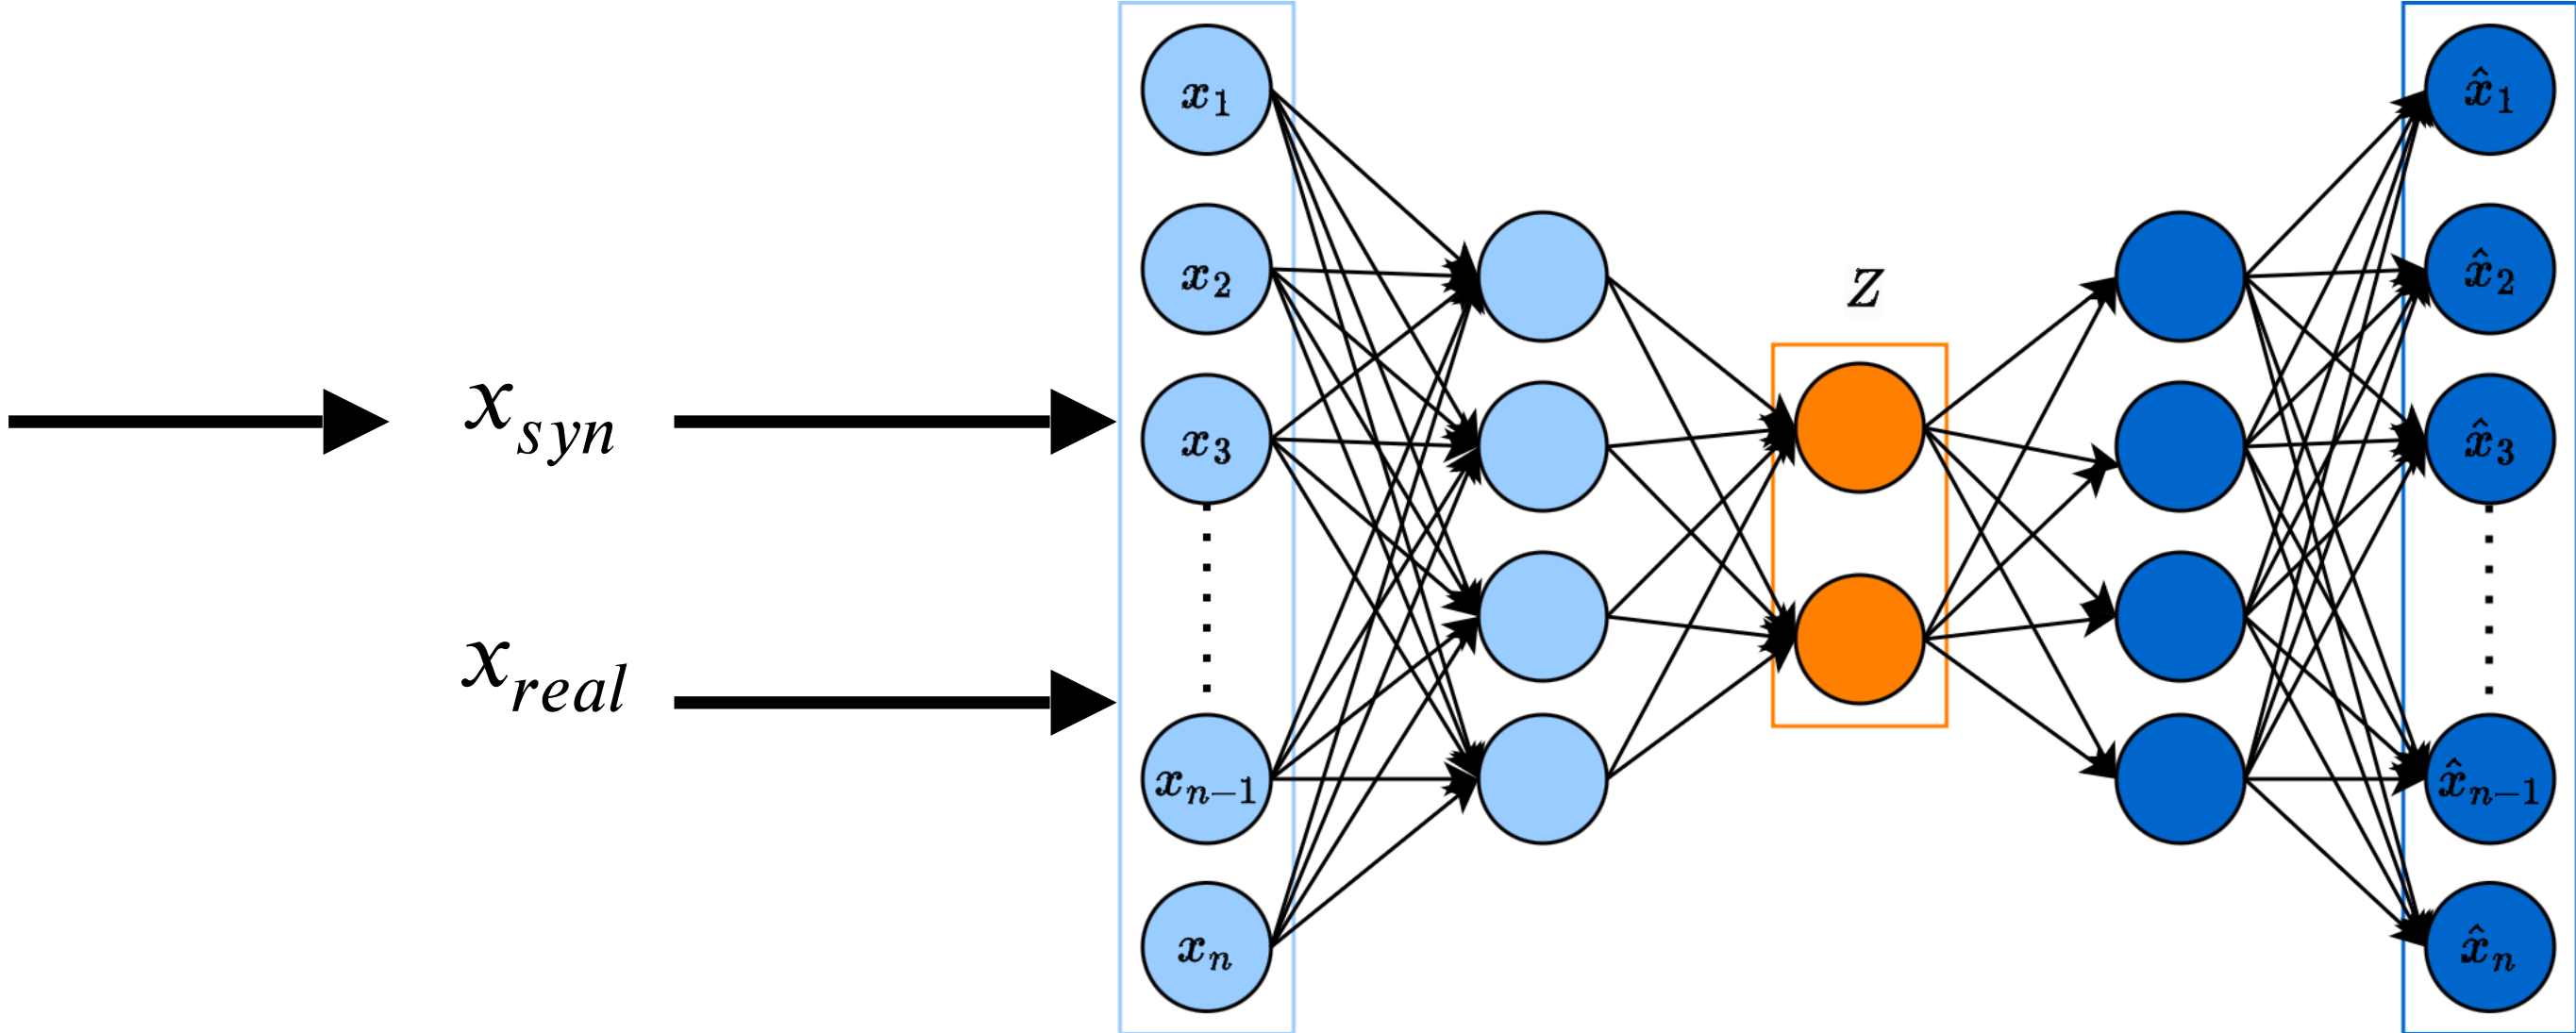 x_syn
x_real
x_1
x_2
x_3
x_{n-1}
x_n
Z
x̂_1
x̂_2
x̂_3
x̂_{n-1}
x̂_n